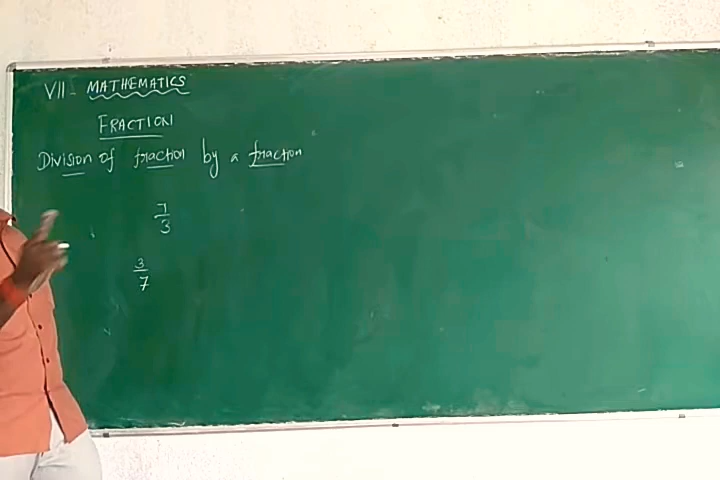 VII - MATHEMATICS
FRACTION
Division of fraction by a fraction
7/3
3/7